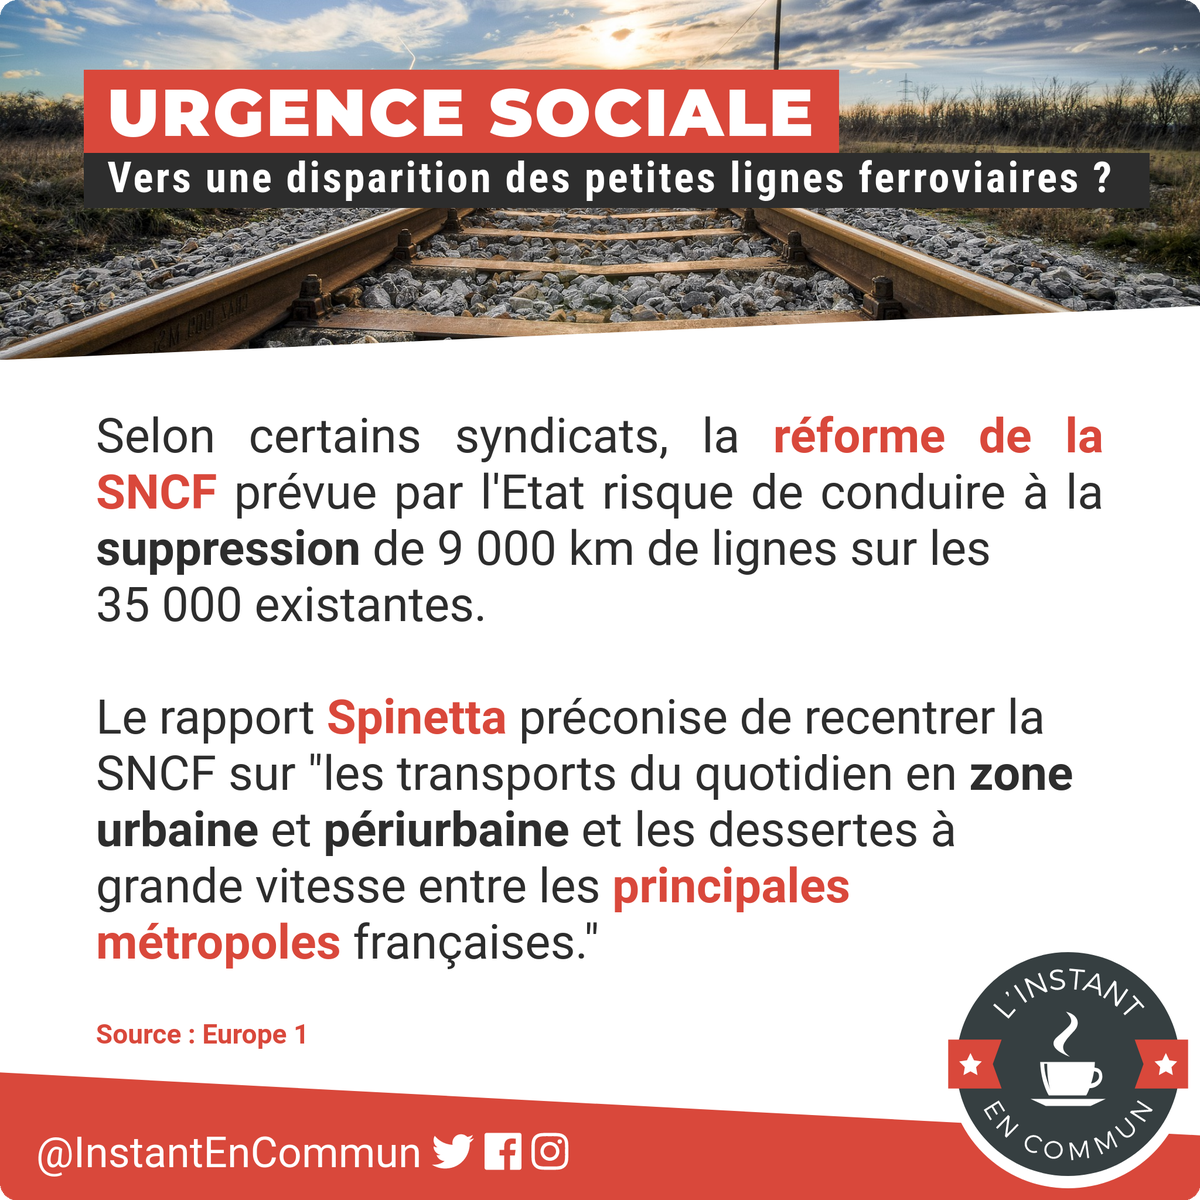 URGENCE SOCIALE
Vers une disparition des petites lignes ferroviaires ?
Selon certains syndicats, la réforme de la
SNCF prévue par l'Etat risque de conduire à la
suppression de 9 000 km de lignes sur les
35 000 existantes.
Le rapport Spinetta préconise de recentrer la
SNCF sur "les transports du quotidien en zone
urbaine et périurbaine et les dessertes à
grande vitesse entre les principales
métropoles françaises."
Source : Europe 1
L'INSTANT
EN COMMUN
@InstantEnCommun